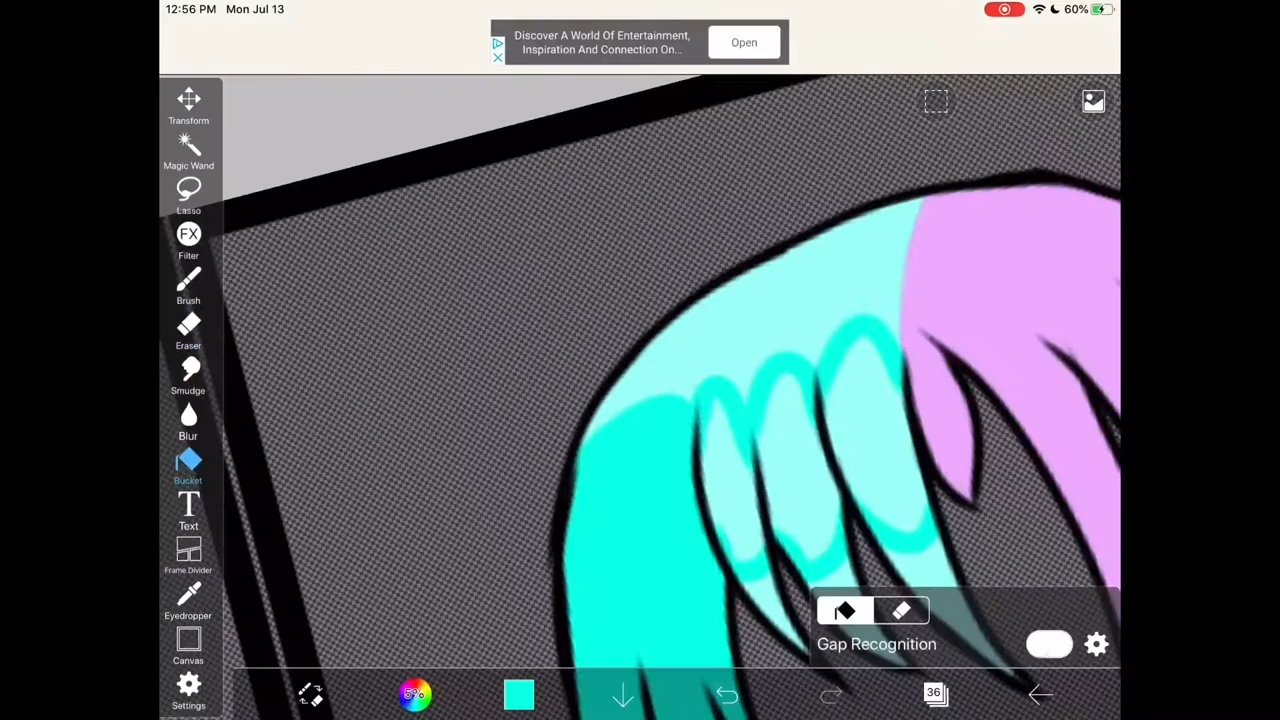 12:56 PM Mon Jul 13
60%
Discover A World Of Entertainment,
Inspiration And Connection On...
Open
Transform
Magic Wand
Lasso
FX
Filter
Brush
Eraser
Smudge
Blur
Bucket
T
Text
Frame Divider
Eyedropper
Canvas
Settings
Gap Recognition
36